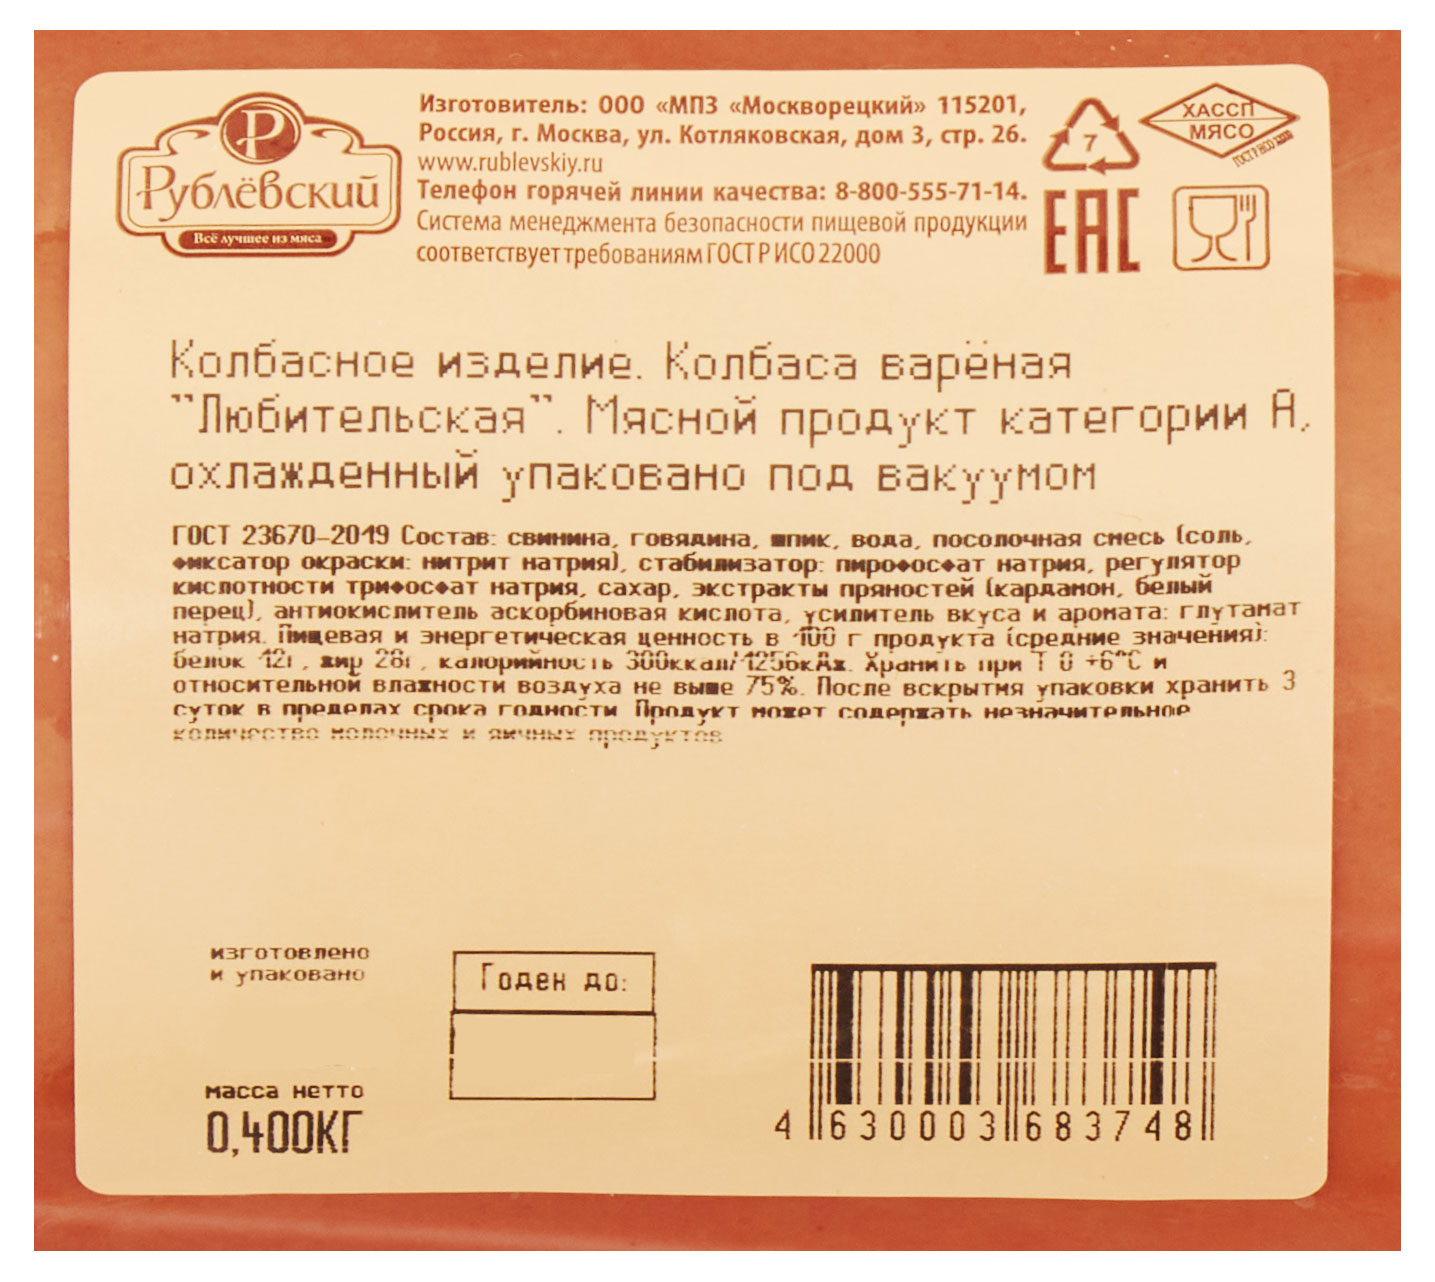 Р
Рублёвский
Всё лучшее из мяса
Изготовитель: ООО «МПЗ «Москворецкий» 115201,
Россия, г. Москва, ул. Котляковская, дом 3, стр. 26.
www.rublevskiy.ru
Телефон горячей линии качества: 8-800-555-71-14.
Система менеджмента безопасности пищевой продукции
соответствует требованиям ГОСТ Р ИСО 22000
7
ХАССП
МЯСО
ГОСТ Р ИСО 22000
ЕАС
Колбасное изделие. Колбаса варёная
"Любительская". Мясной продукт категории А,
охлажденный упаковано под вакуумом
ГОСТ 23670-2019 Состав: свинина, говядина, шпик, вода, посолочная смесь (соль,
фиксатор окраски: нитрит натрия), стабилизатор: пирофосфат натрия, регулятор
кислотности трифосфат натрия, сахар, экстракты пряностей (кардамон, белый
перец), антиокислитель аскорбиновая кислота, усилитель вкуса и аромата: глутамат
натрия. Пищевая и энергетическая ценность в 100 г продукта (средние значения):
белок 12г, жир 28г, калорийность 300ккал/1256кДж. Хранить при Т 0 +6°С и
относительной влажности воздуха не выше 75%. После вскрытия упаковки хранить 3
суток в пределах срока годности Продукт может содержать незначительное
количество молочных и яичных продуктов
изготовлено
и упаковано
Годен до:
масса нетто
0,400КГ
4 630003 683748